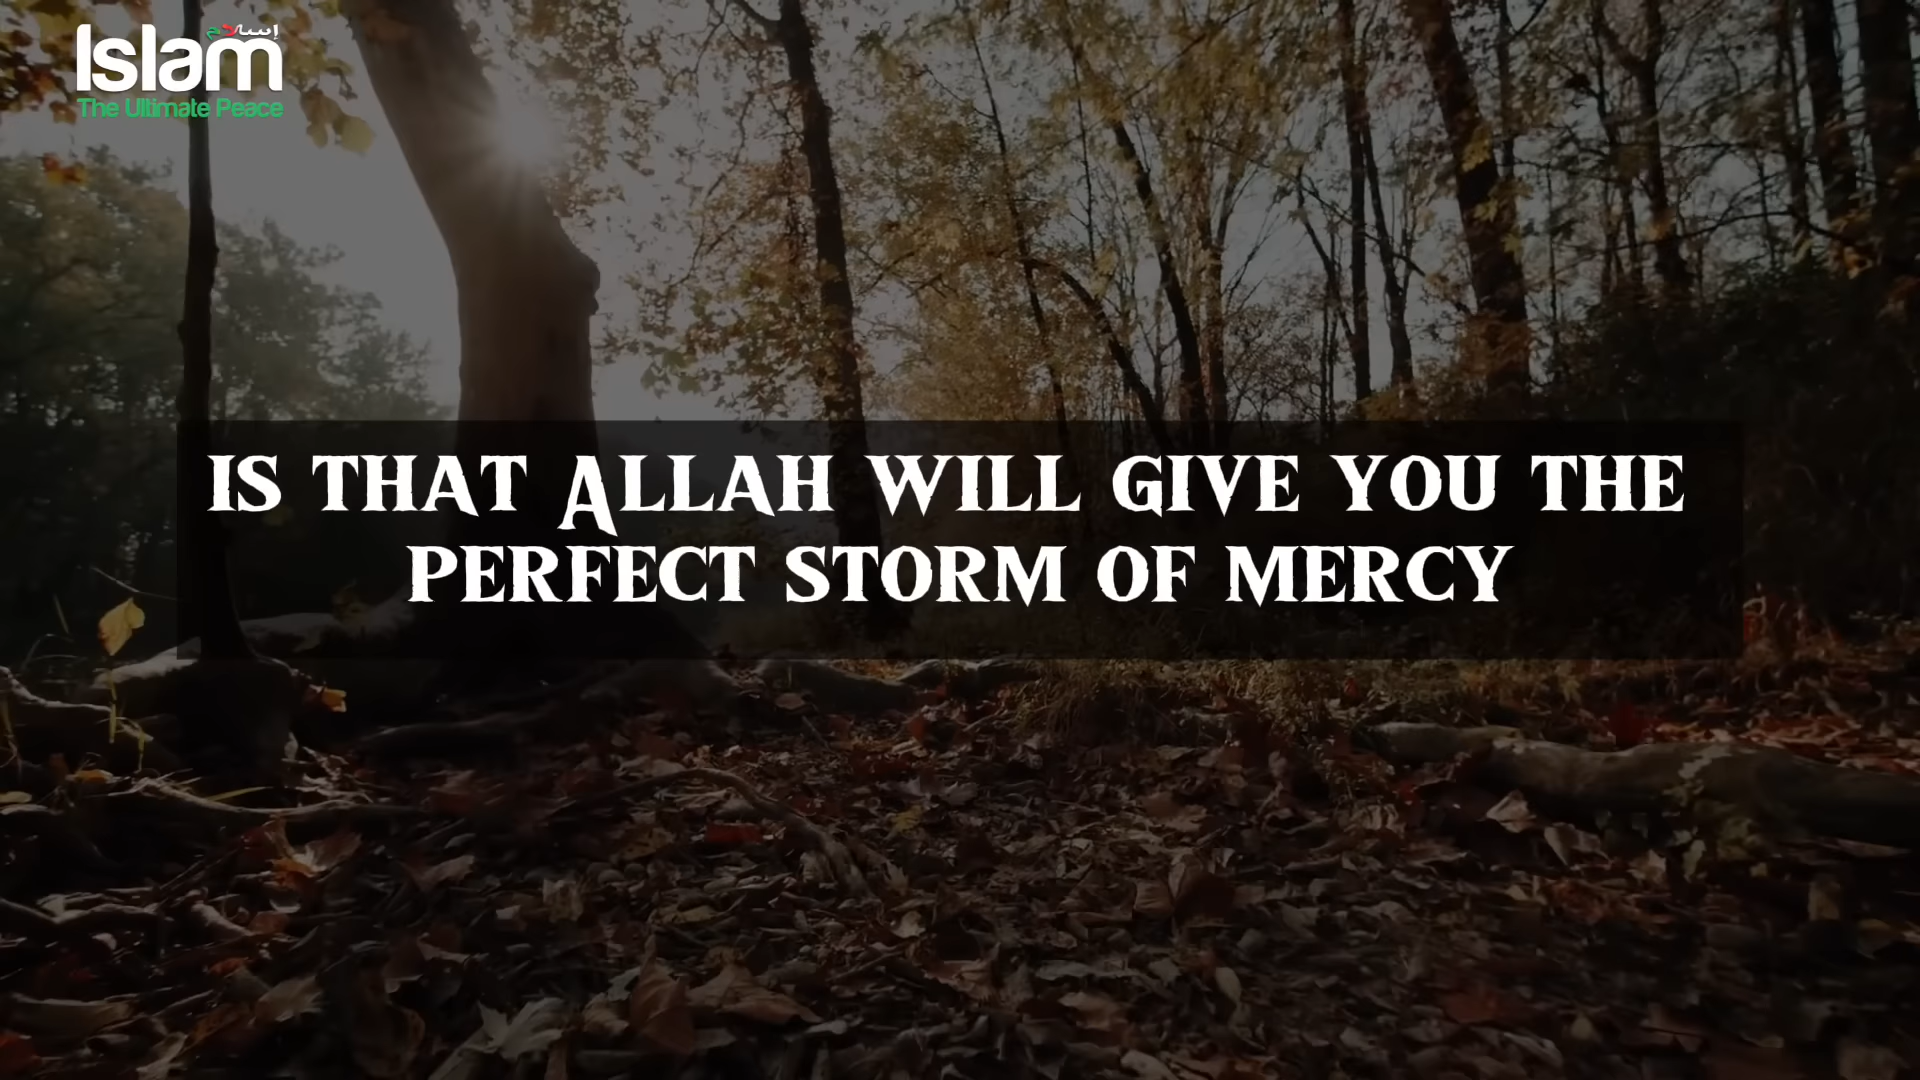 إسلام
Islam
The Ultimate Peace
IS THAT ALLAH WILL GIVE YOU THE
PERFECT STORM OF MERCY